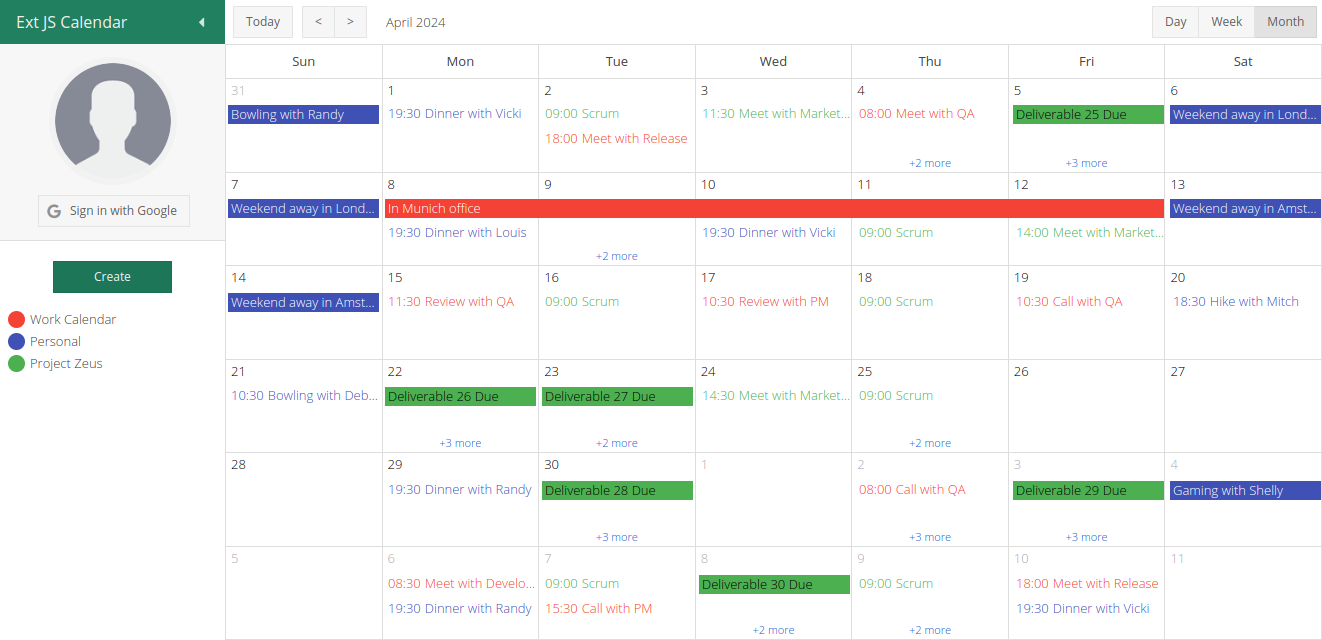 Ext JS Calendar
Today < > April 2024 Day Week Month
Sign in with Google
Create
Work Calendar
Personal
Project Zeus
Sun Mon Tue Wed Thu Fri Sat
31 1 2 3 4 5 6
Bowling with Randy 19:30 Dinner with Vicki 09:00 Scrum 11:30 Meet with Market... 08:00 Meet with QA Deliverable 25 Due Weekend away in Lond...
18:00 Meet with Release
+2 more +3 more
7 8 9 10 11 12 13
Weekend away in Lond... In Munich office Weekend away in Amst...
19:30 Dinner with Louis 19:30 Dinner with Vicki 09:00 Scrum 14:00 Meet with Market...
+2 more
14 15 16 17 18 19 20
Weekend away in Amst... 11:30 Review with QA 09:00 Scrum 10:30 Review with PM 09:00 Scrum 10:30 Call with QA 18:30 Hike with Mitch
21 22 23 24 25 26 27
10:30 Bowling with Deb... Deliverable 26 Due Deliverable 27 Due 14:30 Meet with Market... 09:00 Scrum
+3 more +2 more +2 more
28 29 30 1 2 3 4
19:30 Dinner with Randy Deliverable 28 Due 08:00 Call with QA Deliverable 29 Due Gaming with Shelly
+3 more +3 more +3 more
5 6 7 8 9 10 11
08:30 Meet with Develo... 09:00 Scrum Deliverable 30 Due 09:00 Scrum 18:00 Meet with Release
19:30 Dinner with Randy 15:30 Call with PM 19:30 Dinner with Vicki
+2 more +2 more